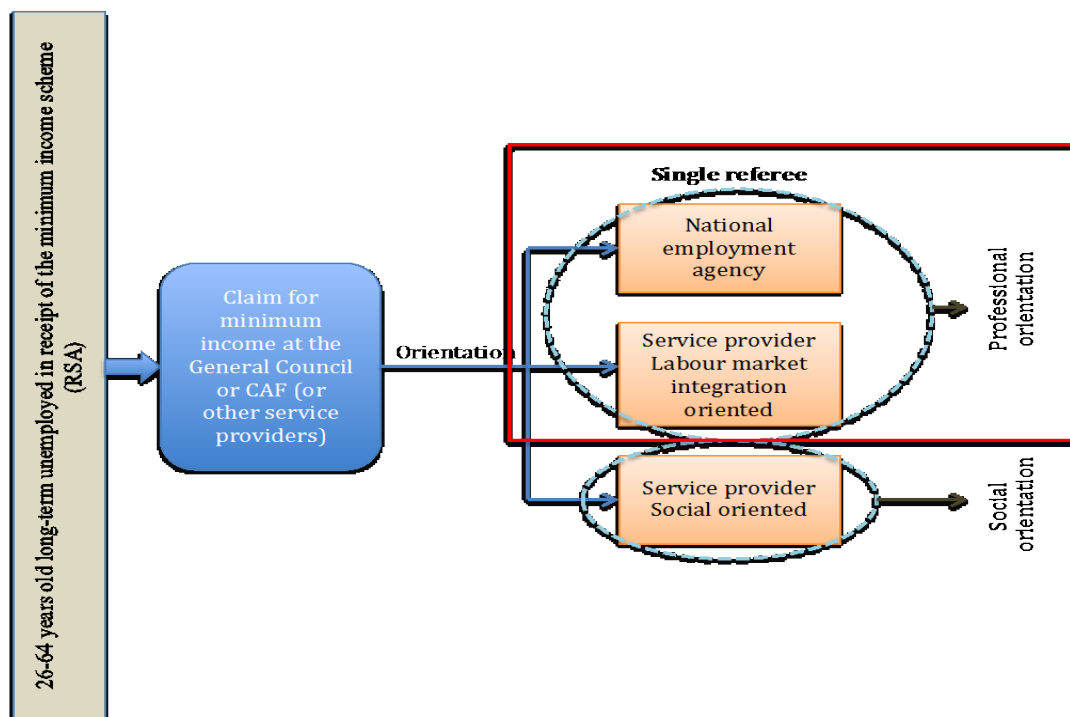 26-64 years old long-term unemployed in receipt of the minimum income scheme
(RSA)
Claim for
minimum
income at the
General Council
or CAF (or
other service
providers)
Orientation
Single referee
National
employment
agency
Service provider
Labour market
integration
oriented
Service provider
Social oriented
Professional
orientation
Social
orientation